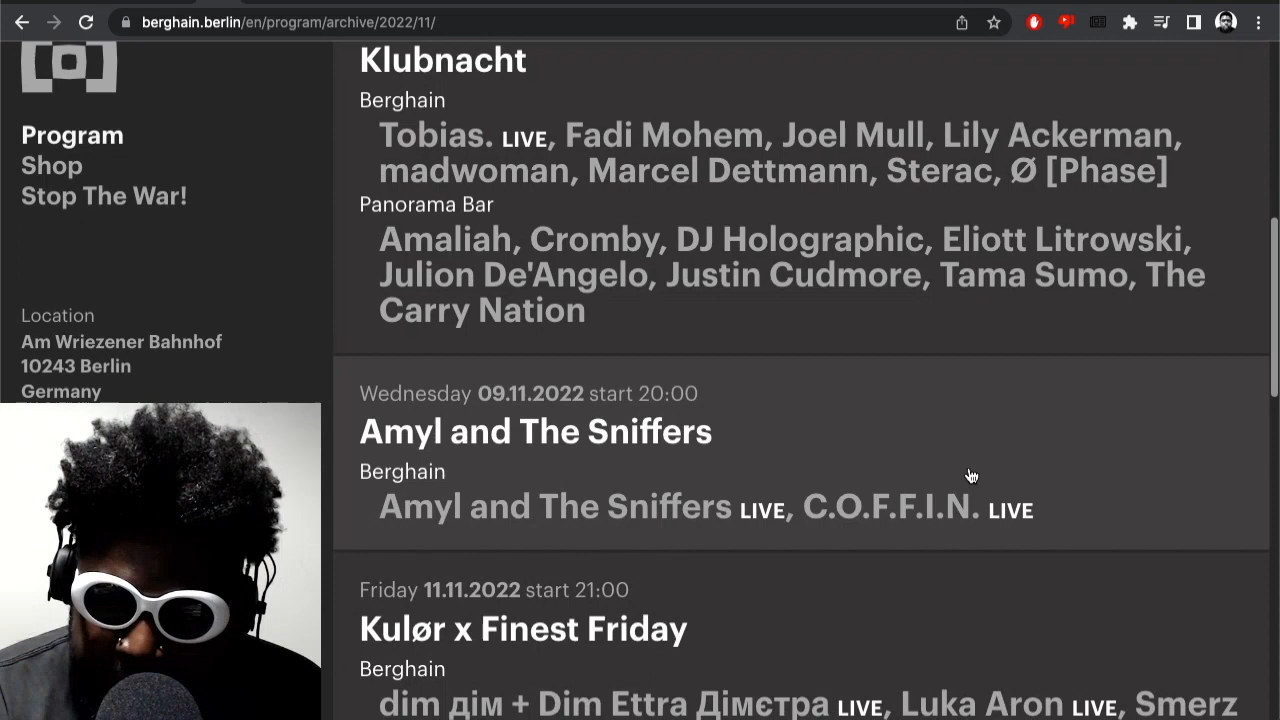 berghain.berlin/en/program/archive/2022/11/
Program
Shop
Stop The War!
Location
Am Wriezener Bahnhof
10243 Berlin
Germany
Klubnacht
Berghain
Tobias. LIVE, Fadi Mohem, Joel Mull, Lily Ackerman,
madwoman, Marcel Dettmann, Sterac, Ø [Phase]
Panorama Bar
Amaliah, Cromby, DJ Holographic, Eliott Litrowski,
Julion De'Angelo, Justin Cudmore, Tama Sumo, The
Carry Nation
Wednesday 09.11.2022 start 20:00
Amyl and The Sniffers
Berghain
Amyl and The Sniffers LIVE, C.O.F.F.I.N. LIVE
Friday 11.11.2022 start 21:00
Kulør x Finest Friday
Berghain
dim дім + Dim Ettra Дімєтра LIVE, Luka Aron LIVE, Smerz